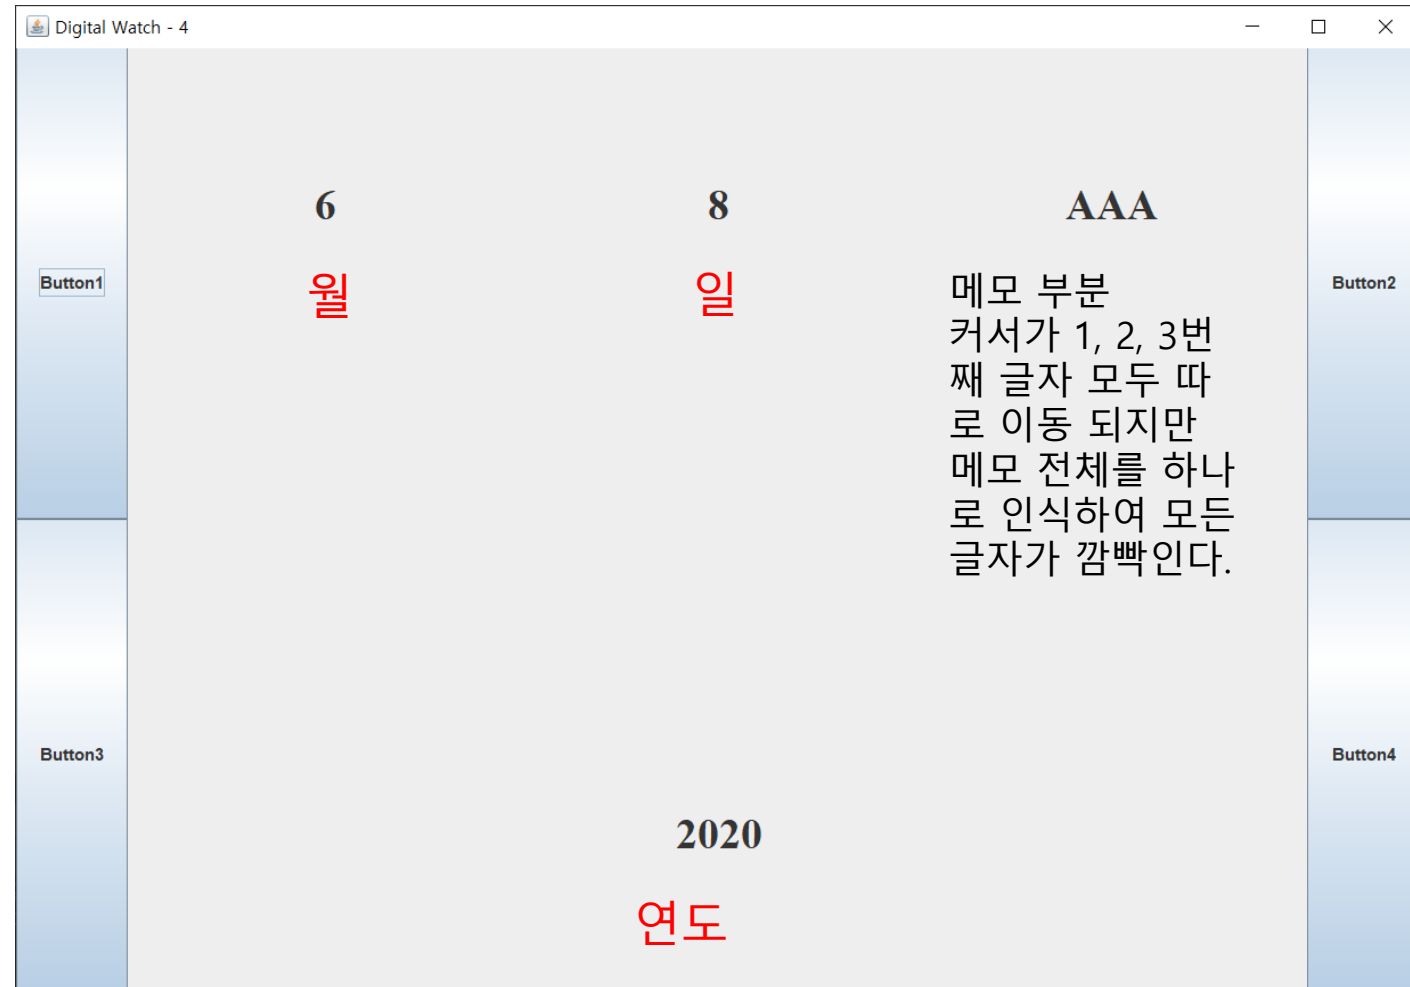 Digital Watch - 4
6 8 AAA
Button1 월 일 메모 부분 Button2
커서가 1, 2, 3번
째 글자 모두 따
로 이동 되지만
메모 전체를 하나
로 인식하여 모든
글자가 깜빡인다.
Button3 Button4
2020
연도